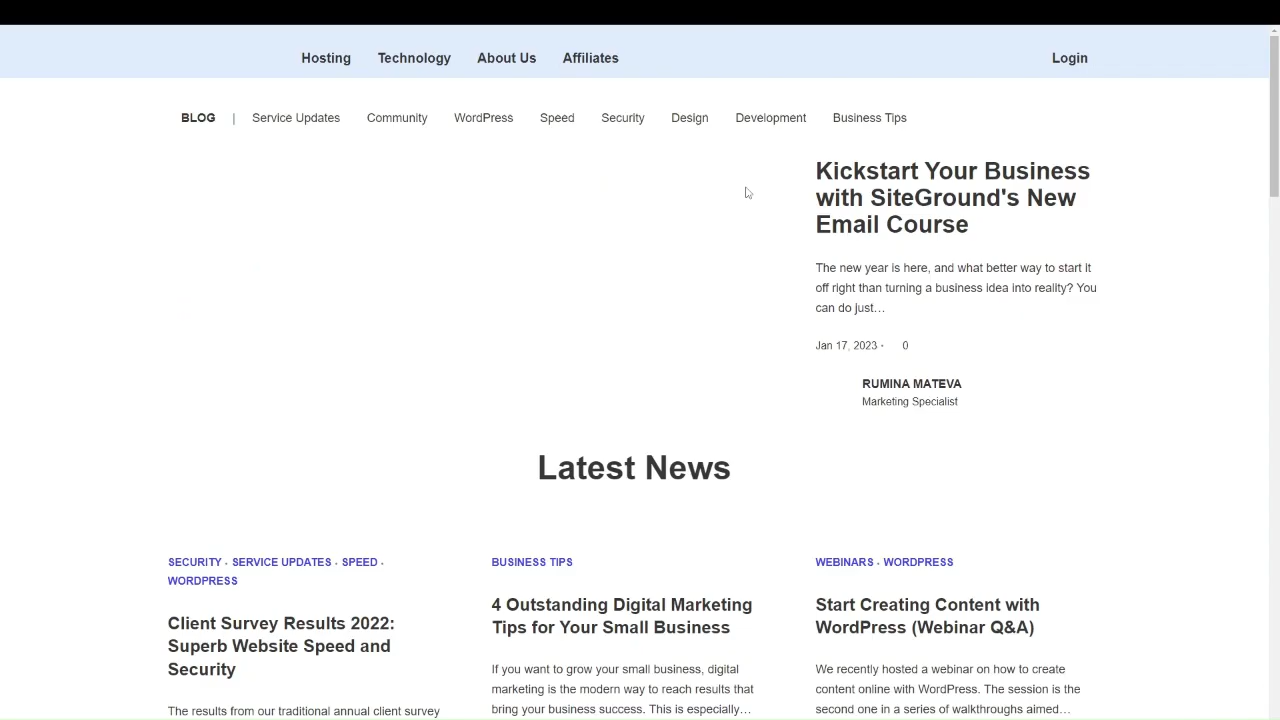 Hosting Technology About Us Affiliates Login
BLOG | Service Updates Community WordPress Speed Security Design Development Business Tips
Kickstart Your Business
with SiteGround's New
Email Course
The new year is here, and what better way to start it
off right than turning a business idea into reality? You
can do just…
Jan 17, 2023 · 0
RUMINA MATEVA
Marketing Specialist
Latest News
SECURITY · SERVICE UPDATES · SPEED ·
WORDPRESS
Client Survey Results 2022:
Superb Website Speed and
Security
The results from our traditional annual client survey
BUSINESS TIPS
4 Outstanding Digital Marketing
Tips for Your Small Business
If you want to grow your small business, digital
marketing is the modern way to reach results that
bring your business success. This is especially…
WEBINARS · WORDPRESS
Start Creating Content with
WordPress (Webinar Q&A)
We recently hosted a webinar on how to create
content online with WordPress. The session is the
second one in a series of walkthroughs aimed…